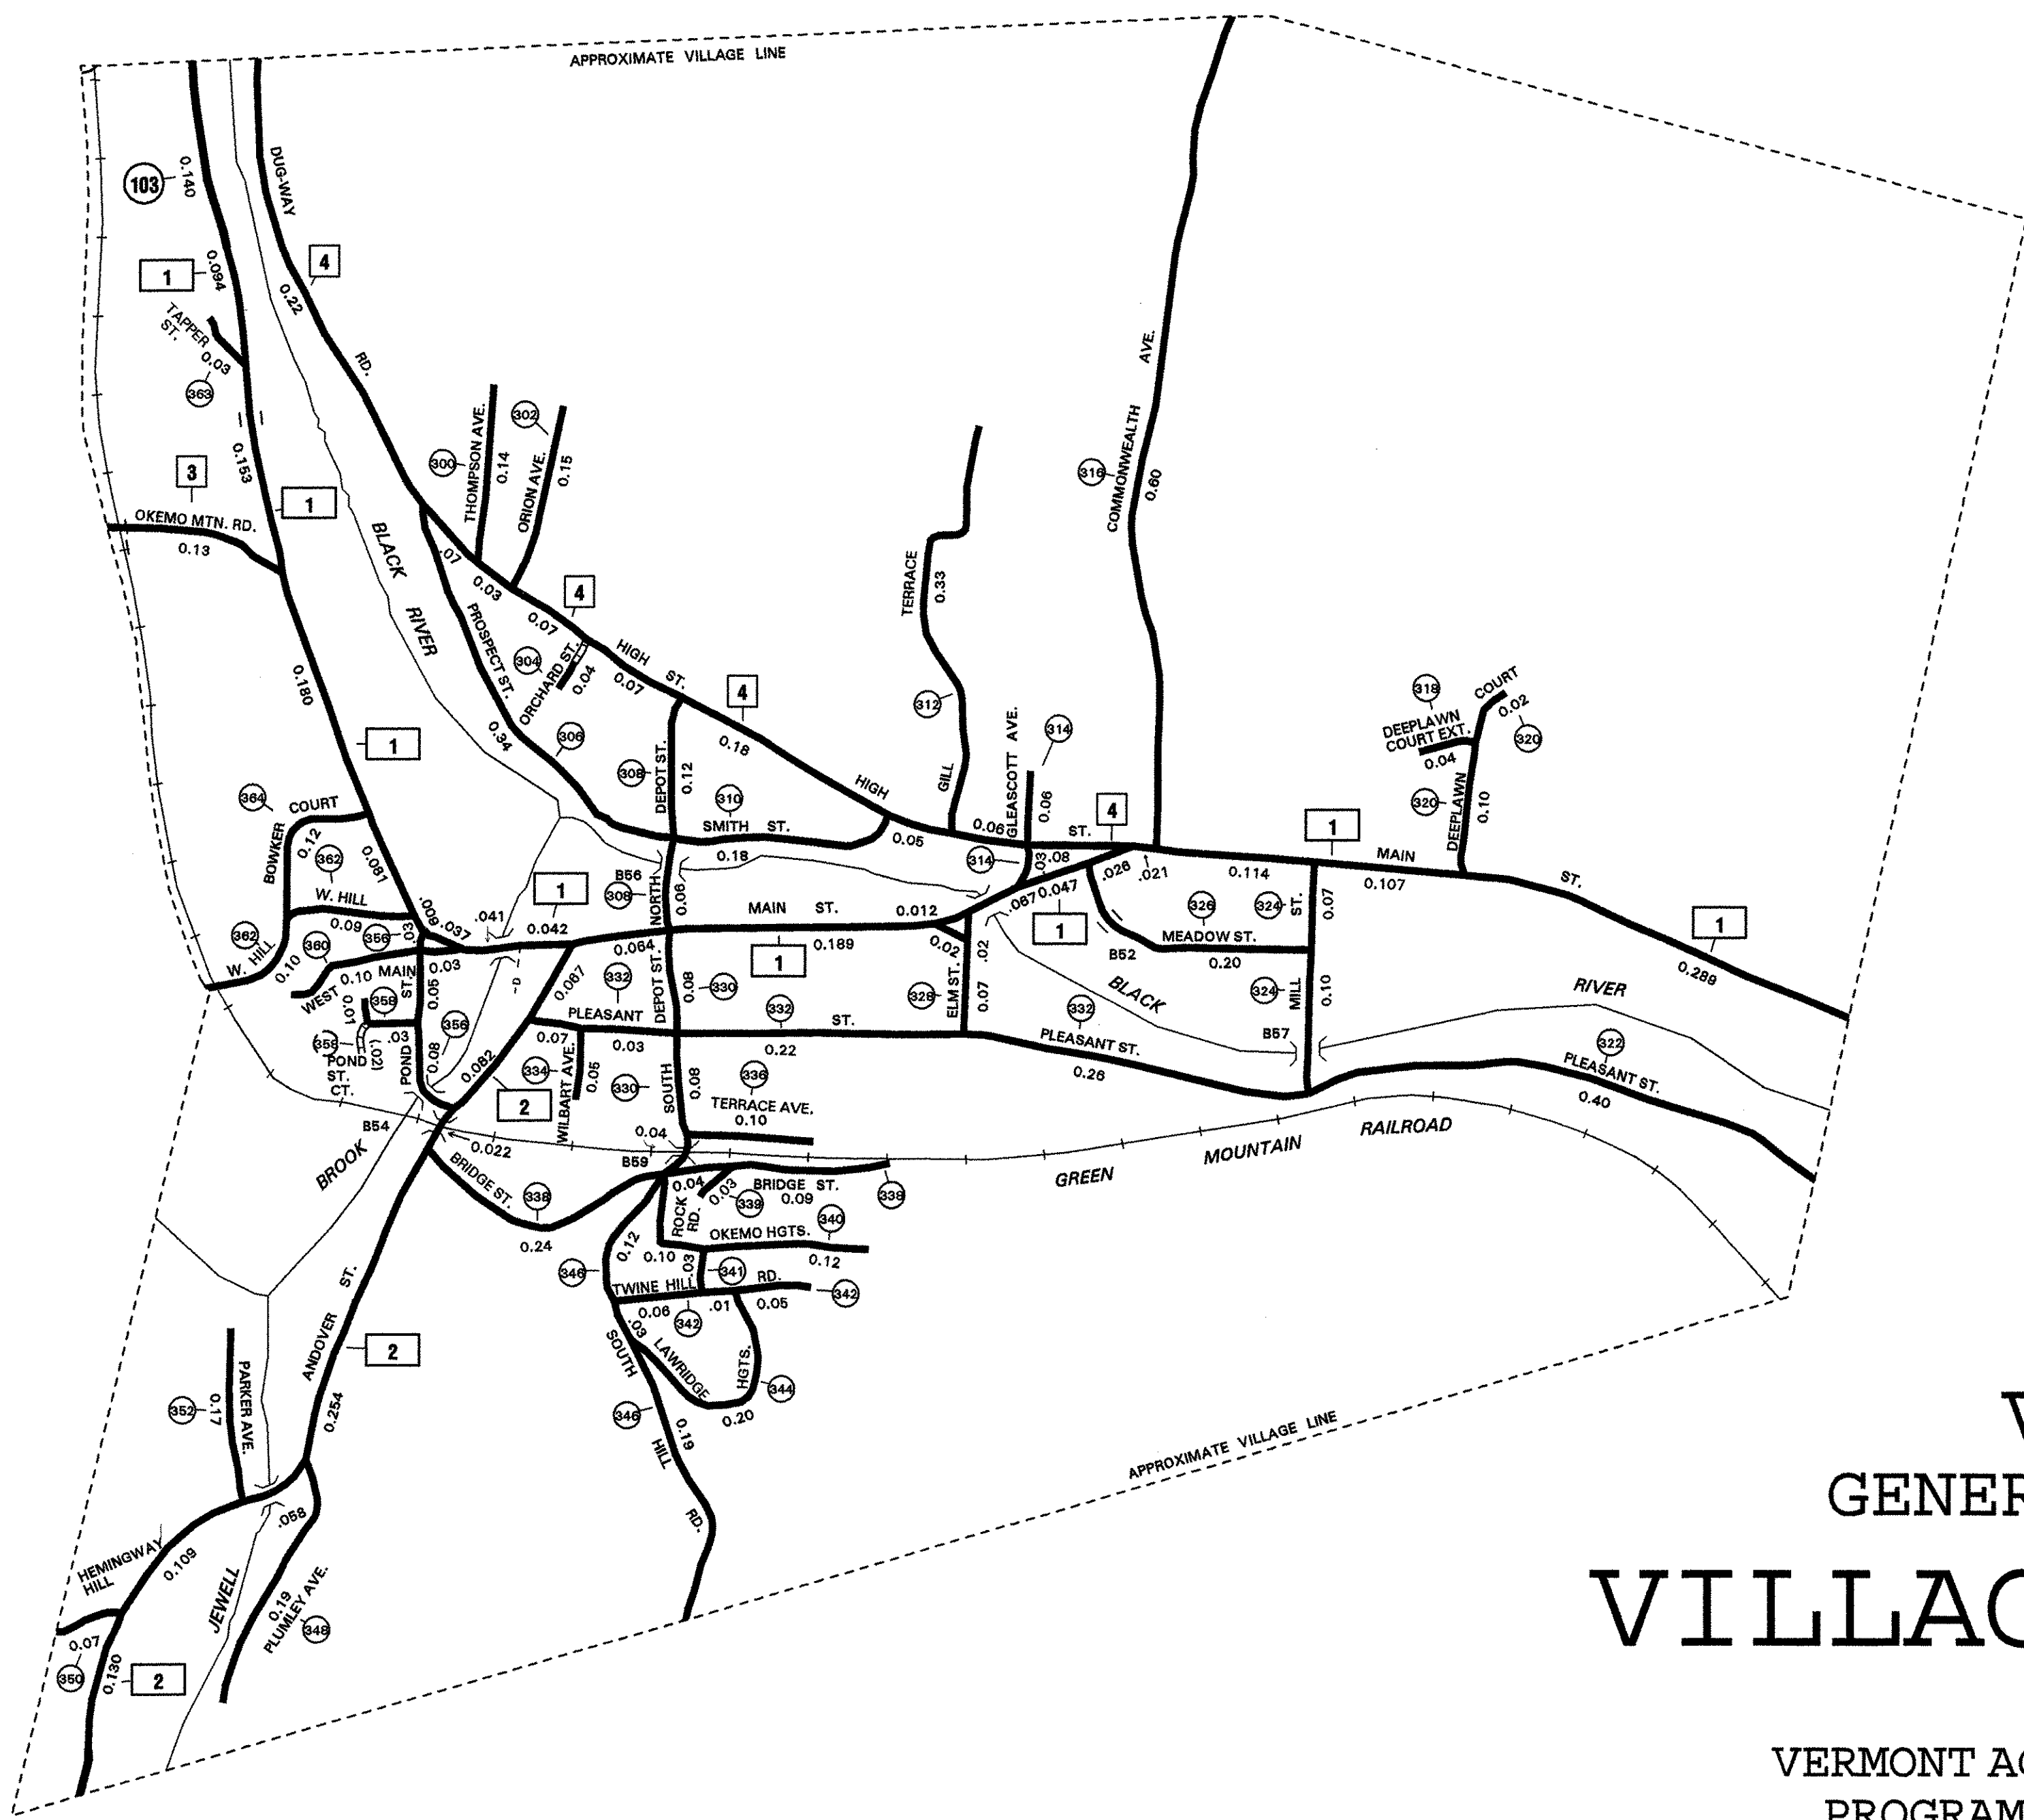 APPROXIMATE VILLAGE LINE
103
0.140
DUG-WAY
4
1
0.094
0.22
TAPPER
ST.
0.03
363
RD.
THOMPSON AVE.
300
0.14
302
ORION AVE.
0.15
316
COMMONWEALTH
AVE.
0.60
3
0.153
1
OKEMO MTN. RD.
0.13
BLACK
RIVER
.07
0.03
4
0.07
TERRACE
0.33
PROSPECT ST.
304
ORCHARD ST.
0.04
HIGH
ST.
0.07
4
0.180
0.34
306
0.18
312
GLEASCOTT AVE.
314
318
COURT
0.02
DEEPLAWN
COURT EXT.
320
0.04
1
308
DEPOT ST.
0.12
310
HIGH
GILL
0.06
4
320
DEEPLAWN
0.10
364
COURT
BOWKER
0.12
SMITH ST.
0.18
0.05
0.06
ST.
1
MAIN
362
0.081
314
.03
.08
.026
.021
0.114
0.107
ST.
B56
1
308
NORTH
0.06
W. HILL
0.09
.009
.037
.041
0.042
MAIN ST.
0.012
.067
0.047
1
326
324
ST.
0.07
1
362
W. HILL
0.10
360
356
.03
0.064
0.189
1
0.02
.02
MEADOW ST.
B52
0.20
0.289
WEST
0.10
MAIN
ST.
0.03
0.05
-D
0.087
332
DEPOT ST.
0.08
330
328
ELM ST.
0.07
BLACK
324
MILL
0.10
RIVER
0.01
358
.03
356
PLEASANT
332
ST.
332
B57
322
358
(.02)
POND
ST.
CT.
POND
0.08
0.082
0.07
0.03
0.22
PLEASANT ST.
0.26
PLEASANT ST.
0.40
334
WILBART AVE.
0.05
330
SOUTH
0.08
336
TERRACE AVE.
0.10
2
B54
0.022
0.04
B59
BROOK
GREEN
MOUNTAIN
RAILROAD
BRIDGE ST.
338
0.24
0.04
0.03
339
BRIDGE ST.
0.09
338
ROCK
RD.
0.12
0.10
OKEMO HGTS.
340
0.12
346
.03
341
TWINE HILL
RD.
342
0.06
342
.01
0.05
ANDOVER
ST.
2
.03
SOUTH
LAWRIDGE
HGTS.
344
0.20
PARKER AVE.
352
0.17
0.254
346
0.19
HILL
RD.
APPROXIMATE VILLAGE LINE
.058
HEMINGWAY
HILL
0.109
JEWELL
0.19
PLUMLEY AVE.
348
0.07
350
0.130
2
GENER
VILLAG
VERMONT AG
PROGRAM